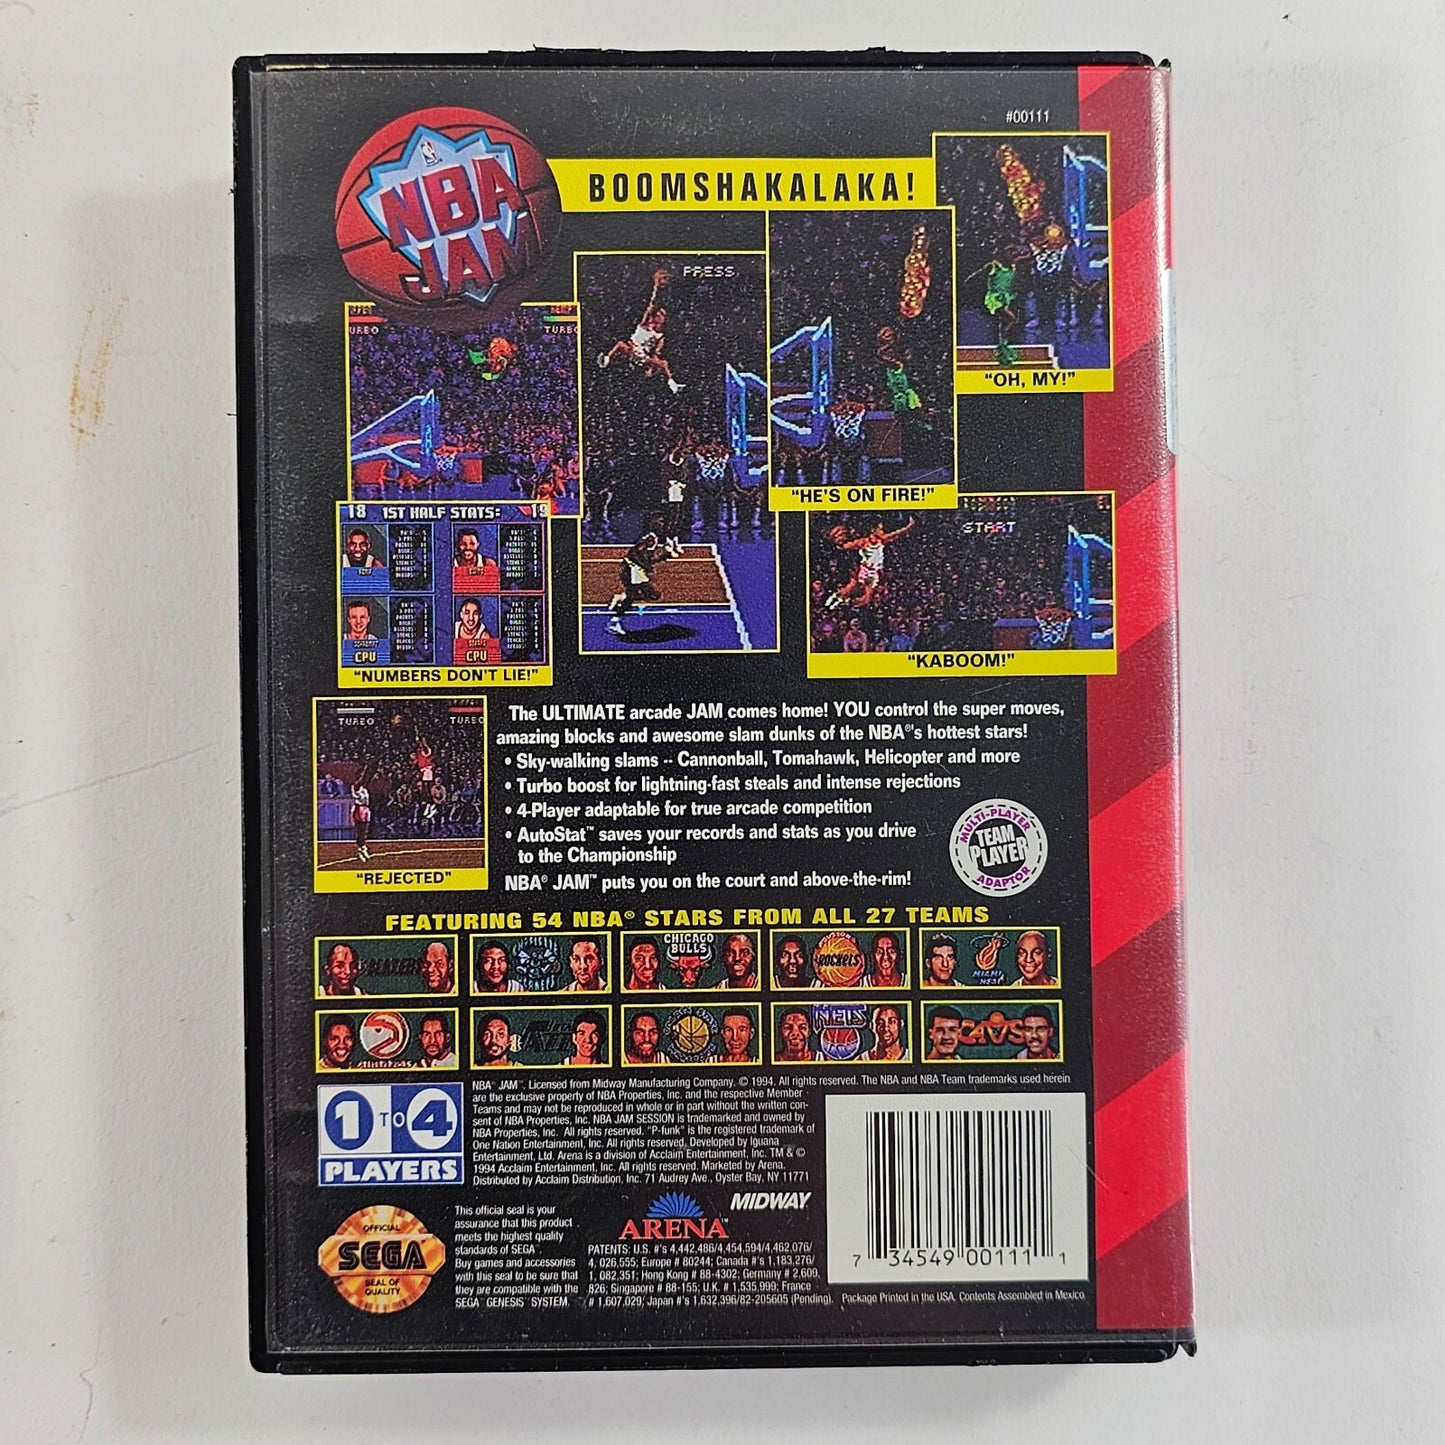 #00111
NBA
JAM
BOOMSHAKALAKA!
PRESS
"OH, MY!"
URBO
TURBO
"HE'S ON FIRE!"
18 1ST HALF STATS: 19
CPU
CPU
"NUMBERS DON'T LIE!"
START
"KABOOM!"
TURBO
TURBO
"REJECTED"
The ULTIMATE arcade JAM comes home! YOU control the super moves,
amazing blocks and awesome slam dunks of the NBA®'s hottest stars!
• Sky-walking slams -- Cannonball, Tomahawk, Helicopter and more
• Turbo boost for lightning-fast steals and intense rejections
• 4-Player adaptable for true arcade competition
• AutoStat™ saves your records and stats as you drive
to the Championship
NBA® JAM™ puts you on the court and above-the-rim!
MULTI-PLAYER
TEAM
PLAYER
ADAPTOR
FEATURING 54 NBA® STARS FROM ALL 27 TEAMS
BLAZERS
CHICAGO
BULLS
HOUSTON
ROCKETS
MIAMI
HEAT
NETS
CAVS
1 TO 4
PLAYERS
NBA® JAM™. Licensed from Midway Manufacturing Company. © 1994. All rights reserved. The NBA and NBA Team trademarks used herein
are the exclusive property of NBA Properties, Inc. and the respective Member
Teams and may not be reproduced in whole or in part without the written con-
sent of NBA Properties, Inc. NBA JAM SESSION is trademarked and owned by
NBA Properties, Inc. All rights reserved. "P-funk" is the registered trademark of
One Nation Entertainment, Inc. All rights reserved. Developed by Iguana
Entertainment, Ltd. Arena is a division of Acclaim Entertainment, Inc. TM & ©
1994 Acclaim Entertainment, Inc. All rights reserved. Marketed by Arena.
Distributed by Acclaim Distribution, Inc. 71 Audrey Ave., Oyster Bay, NY 11771
OFFICIAL
SEGA
SEAL OF
QUALITY
This official seal is your
assurance that this product
meets the highest quality
standards of SEGA™.
Buy games and accessories
with this seal to be sure that
they are compatible with the
SEGA™ GENESIS™ SYSTEM.
ARENA™
MIDWAY
PATENTS: U.S. #'s 4,442,486/4,454,594/4,462,076/
4, 026,555; Europe # 80244; Canada #'s 1,183,276/
1, 082,351; Hong Kong # 88-4302; Germany # 2,609,
826; Singapore # 88-155; U.K. # 1,535,999; France
# 1,607,029; Japan #'s 1,632,396/82-205605 (Pending).
7 34549 00111 1
Package Printed in the USA. Contents Assembled in Mexico.